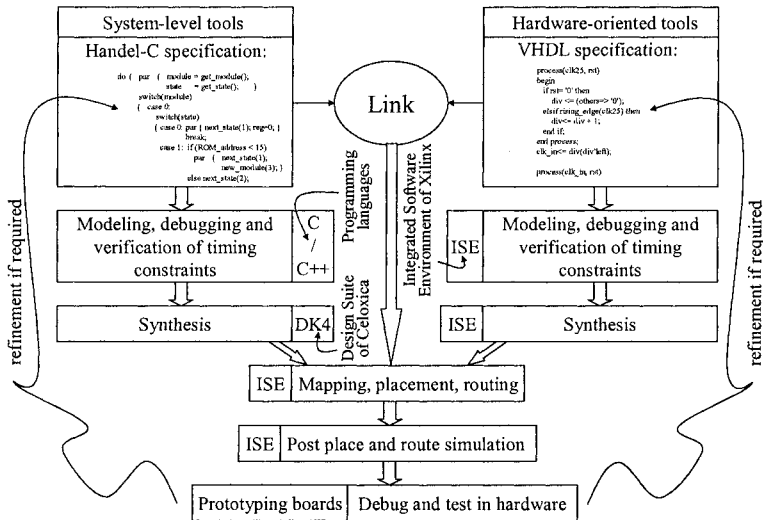 System-level tools
Handel-C specification:
do { par { module = get_module();
state = get_state(); }
switch(module)
{ case 0:
switch(state)
{ case 0: par { next_state(1); reg=0; }
break;
case 1: if (ROM_address < 15)
par { next_state(1);
new_module(3); }
else next_state(2);
Link
Hardware-oriented tools
VHDL specification:
process(clk25, rst)
begin
if rst= '0' then
div <= (others=> '0');
elsif rising_edge(clk25) then
div<= div + 1;
end if;
end process;
clk_in<= div(div'left);
process(clk_in, rst)
refinement if required
Modeling, debugging and
verification of timing
constraints
C
/
C++
Programming
languages
Integrated Software
Environment of Xilinx
ISE
Modeling, debugging and
verification of timing
constraints
refinement if required
Synthesis
DK4
Design Suite
of Celoxica
ISE
Synthesis
ISE
Mapping, placement, routing
ISE
Post place and route simulation
Prototyping boards
Debug and test in hardware